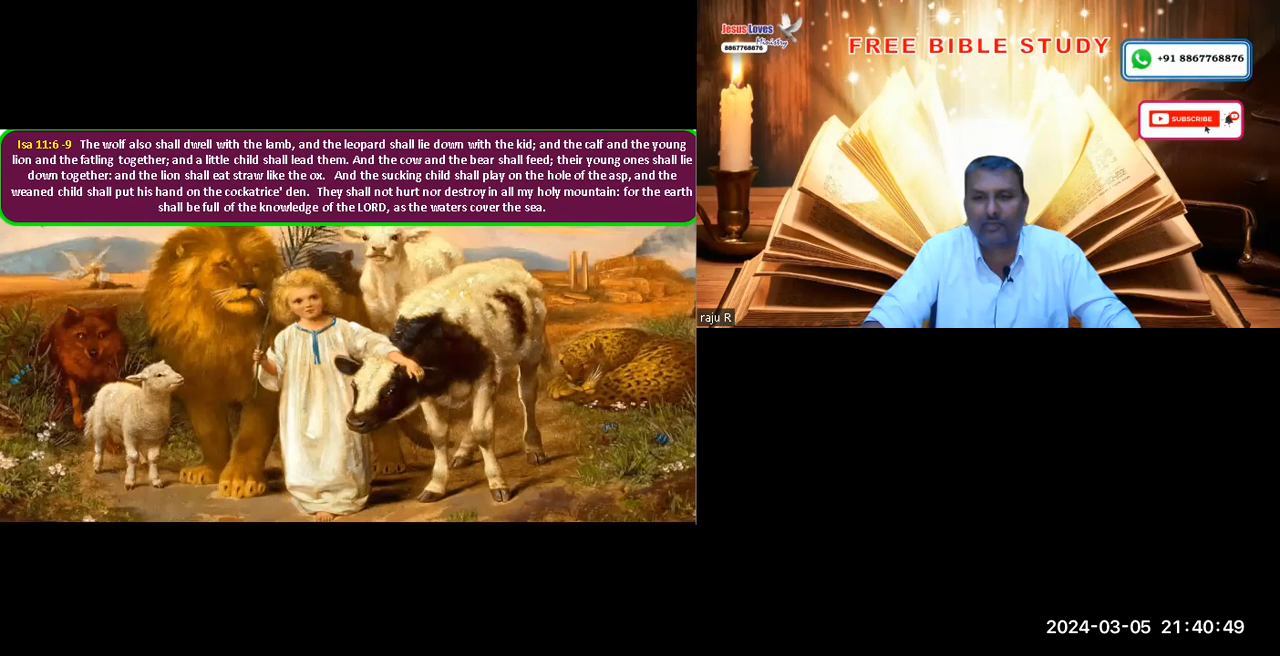 Isa 11:6 -9 The wolf also shall dwell with the lamb, and the leopard shall lie down with the kid; and the calf and the young
lion and the fatling together; and a little child shall lead them. And the cow and the bear shall feed; their young ones shall lie
down together: and the lion shall eat straw like the ox. And the sucking child shall play on the hole of the asp, and the
weaned child shall put his hand on the cockatrice' den. They shall not hurt nor destroy in all my holy mountain: for the earth
shall be full of the knowledge of the LORD, as the waters cover the sea.
Jesus Loves
Ministry
8867768876
FREE BIBLE STUDY
+91 8867768876
SUBSCRIBE
raju R
2024-03-05 21:40:49